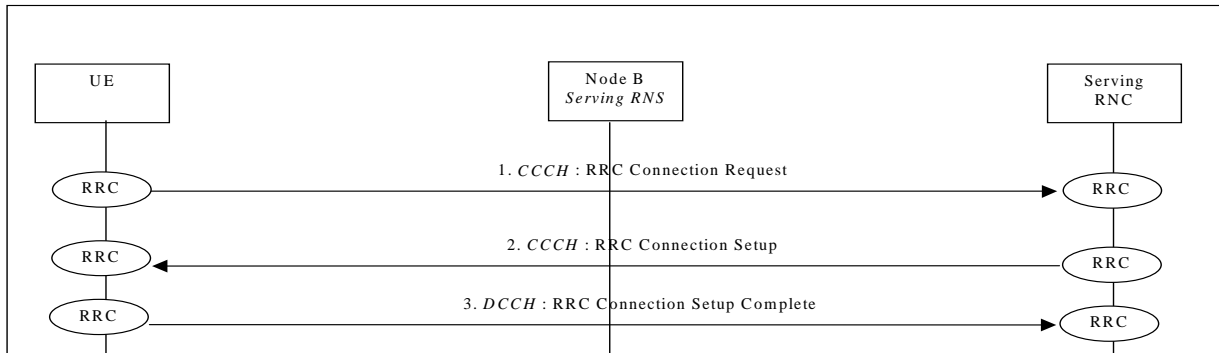 UE
Node B
Serving RNS
Serving
RNC
1. CCCH : RRC Connection Request
RRC
RRC
2. CCCH : RRC Connection Setup
RRC
RRC
3. DCCH : RRC Connection Setup Complete
RRC
RRC